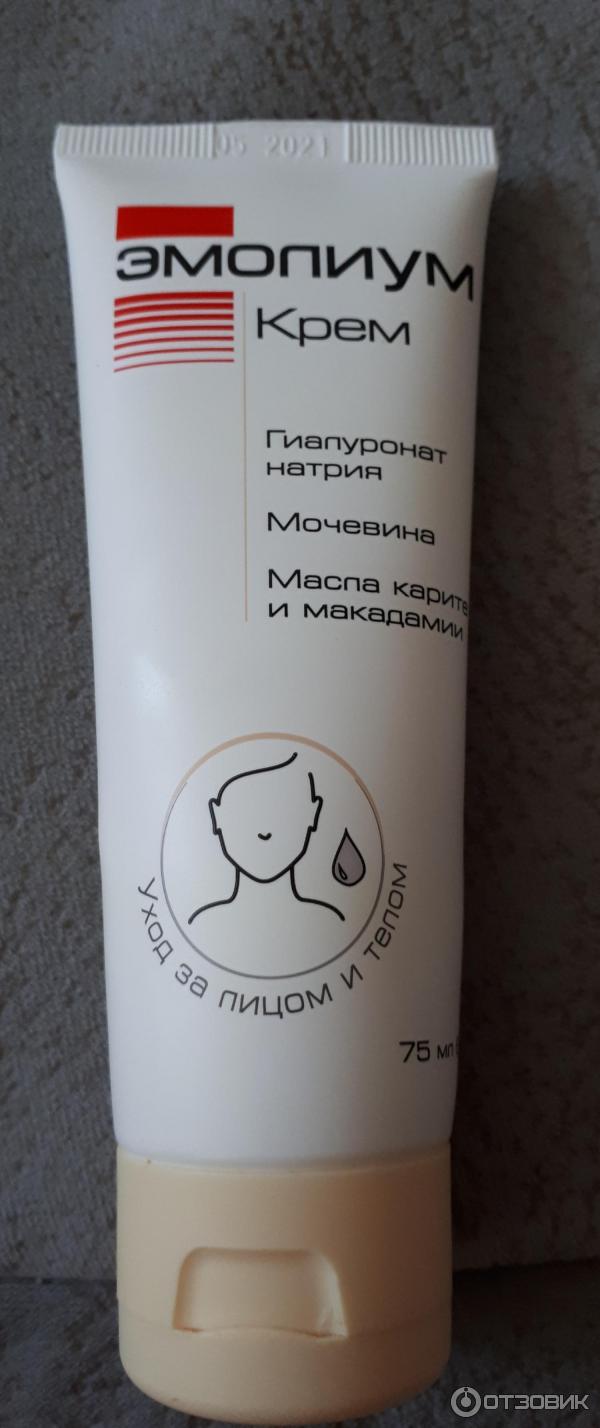 05 2021
эмолиум
Крем
Гиалуронат
натрия
Мочевина
Масла карите
и макадамии
Уход за лицом и телом
75 мл
ОТЗОВИК